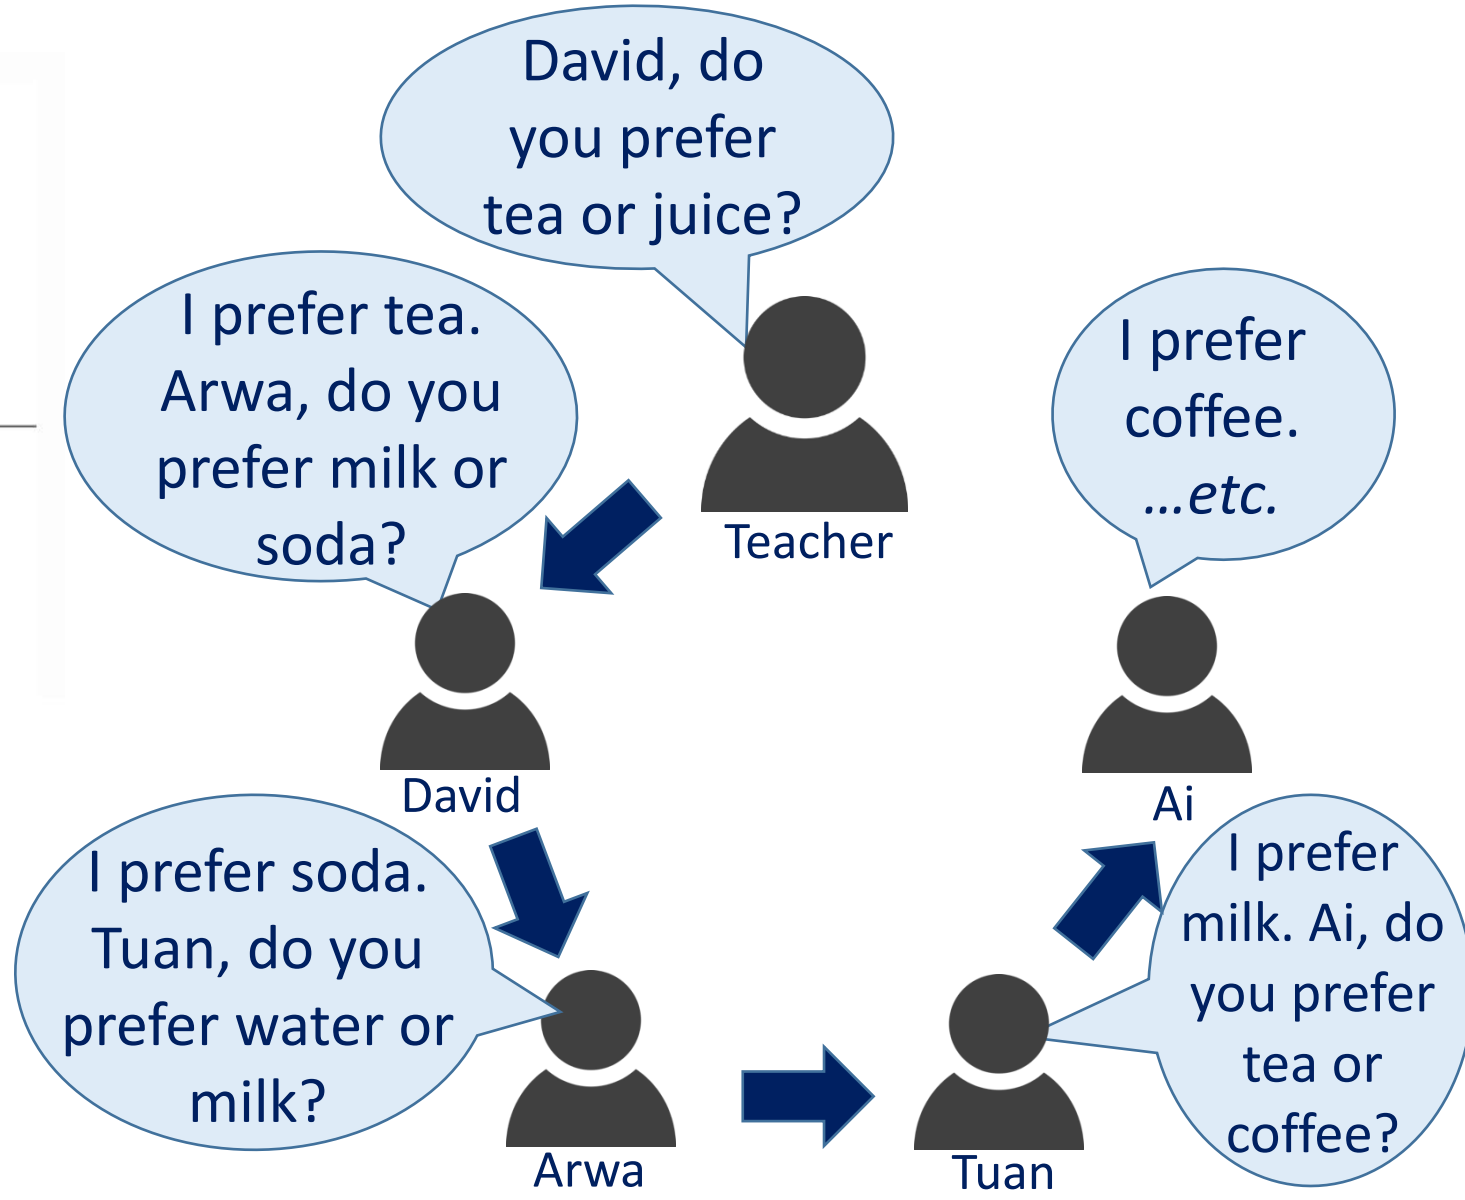 David, do
you prefer
tea or juice?
Teacher
I prefer tea.
Arwa, do you
prefer milk or
soda?
David
I prefer soda.
Tuan, do you
prefer water or
milk?
Arwa
I prefer
milk. Ai, do
you prefer
tea or
coffee?
Tuan
I prefer
coffee.
...etc.
Ai